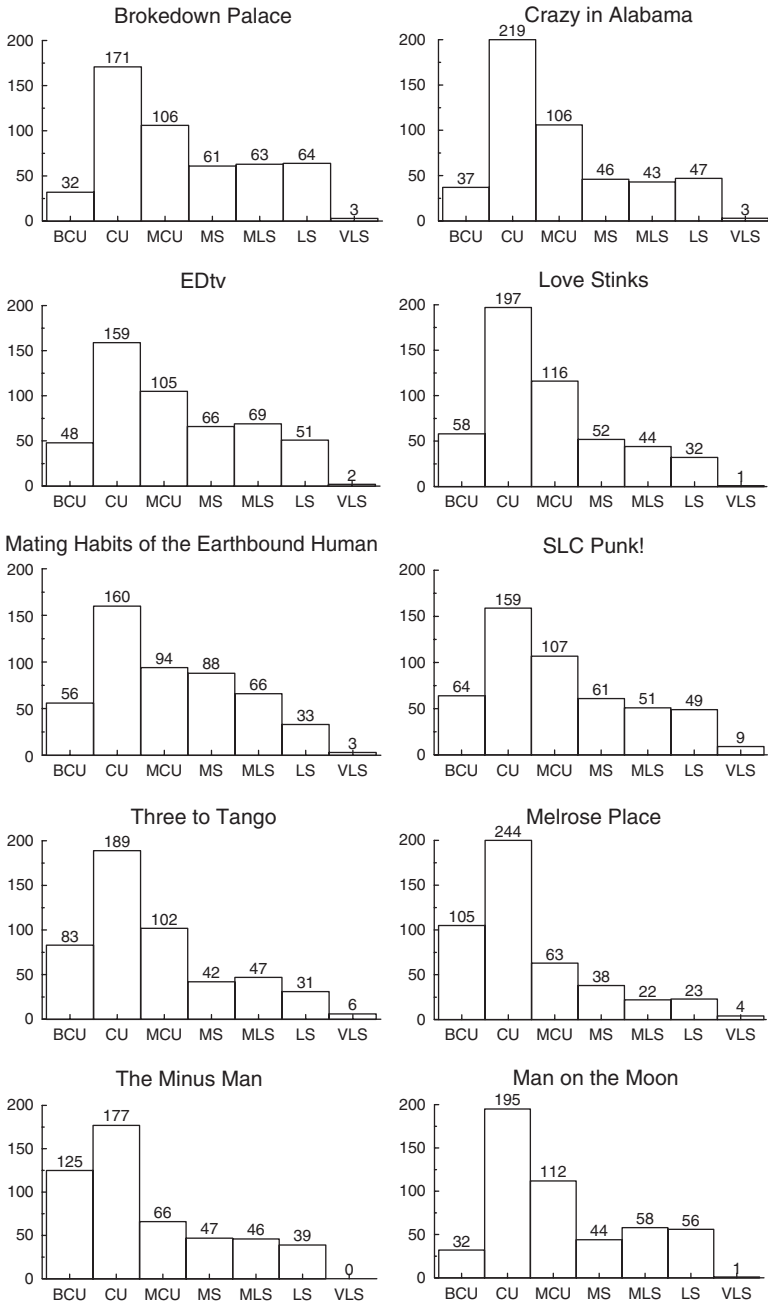 Brokedown Palace
200
150
100
50
0
32 171 106 61 63 64 3
BCU CU MCU MS MLS LS VLS
Crazy in Alabama
200
150
100
50
0
37 219 106 46 43 47 3
BCU CU MCU MS MLS LS VLS
EDtv
200
150
100
50
0
48 159 105 66 69 51 2
BCU CU MCU MS MLS LS VLS
Love Stinks
200
150
100
50
0
58 197 116 52 44 32 1
BCU CU MCU MS MLS LS VLS
Mating Habits of the Earthbound Human
200
150
100
50
0
56 160 94 88 66 33 3
BCU CU MCU MS MLS LS VLS
SLC Punk!
200
150
100
50
0
64 159 107 61 51 49 9
BCU CU MCU MS MLS LS VLS
Three to Tango
200
150
100
50
0
83 189 102 42 47 31 6
BCU CU MCU MS MLS LS VLS
Melrose Place
200
150
100
50
0
105 244 63 38 22 23 4
BCU CU MCU MS MLS LS VLS
The Minus Man
200
150
100
50
0
125 177 66 47 46 39 0
BCU CU MCU MS MLS LS VLS
Man on the Moon
200
150
100
50
0
32 195 112 44 58 56 1
BCU CU MCU MS MLS LS VLS